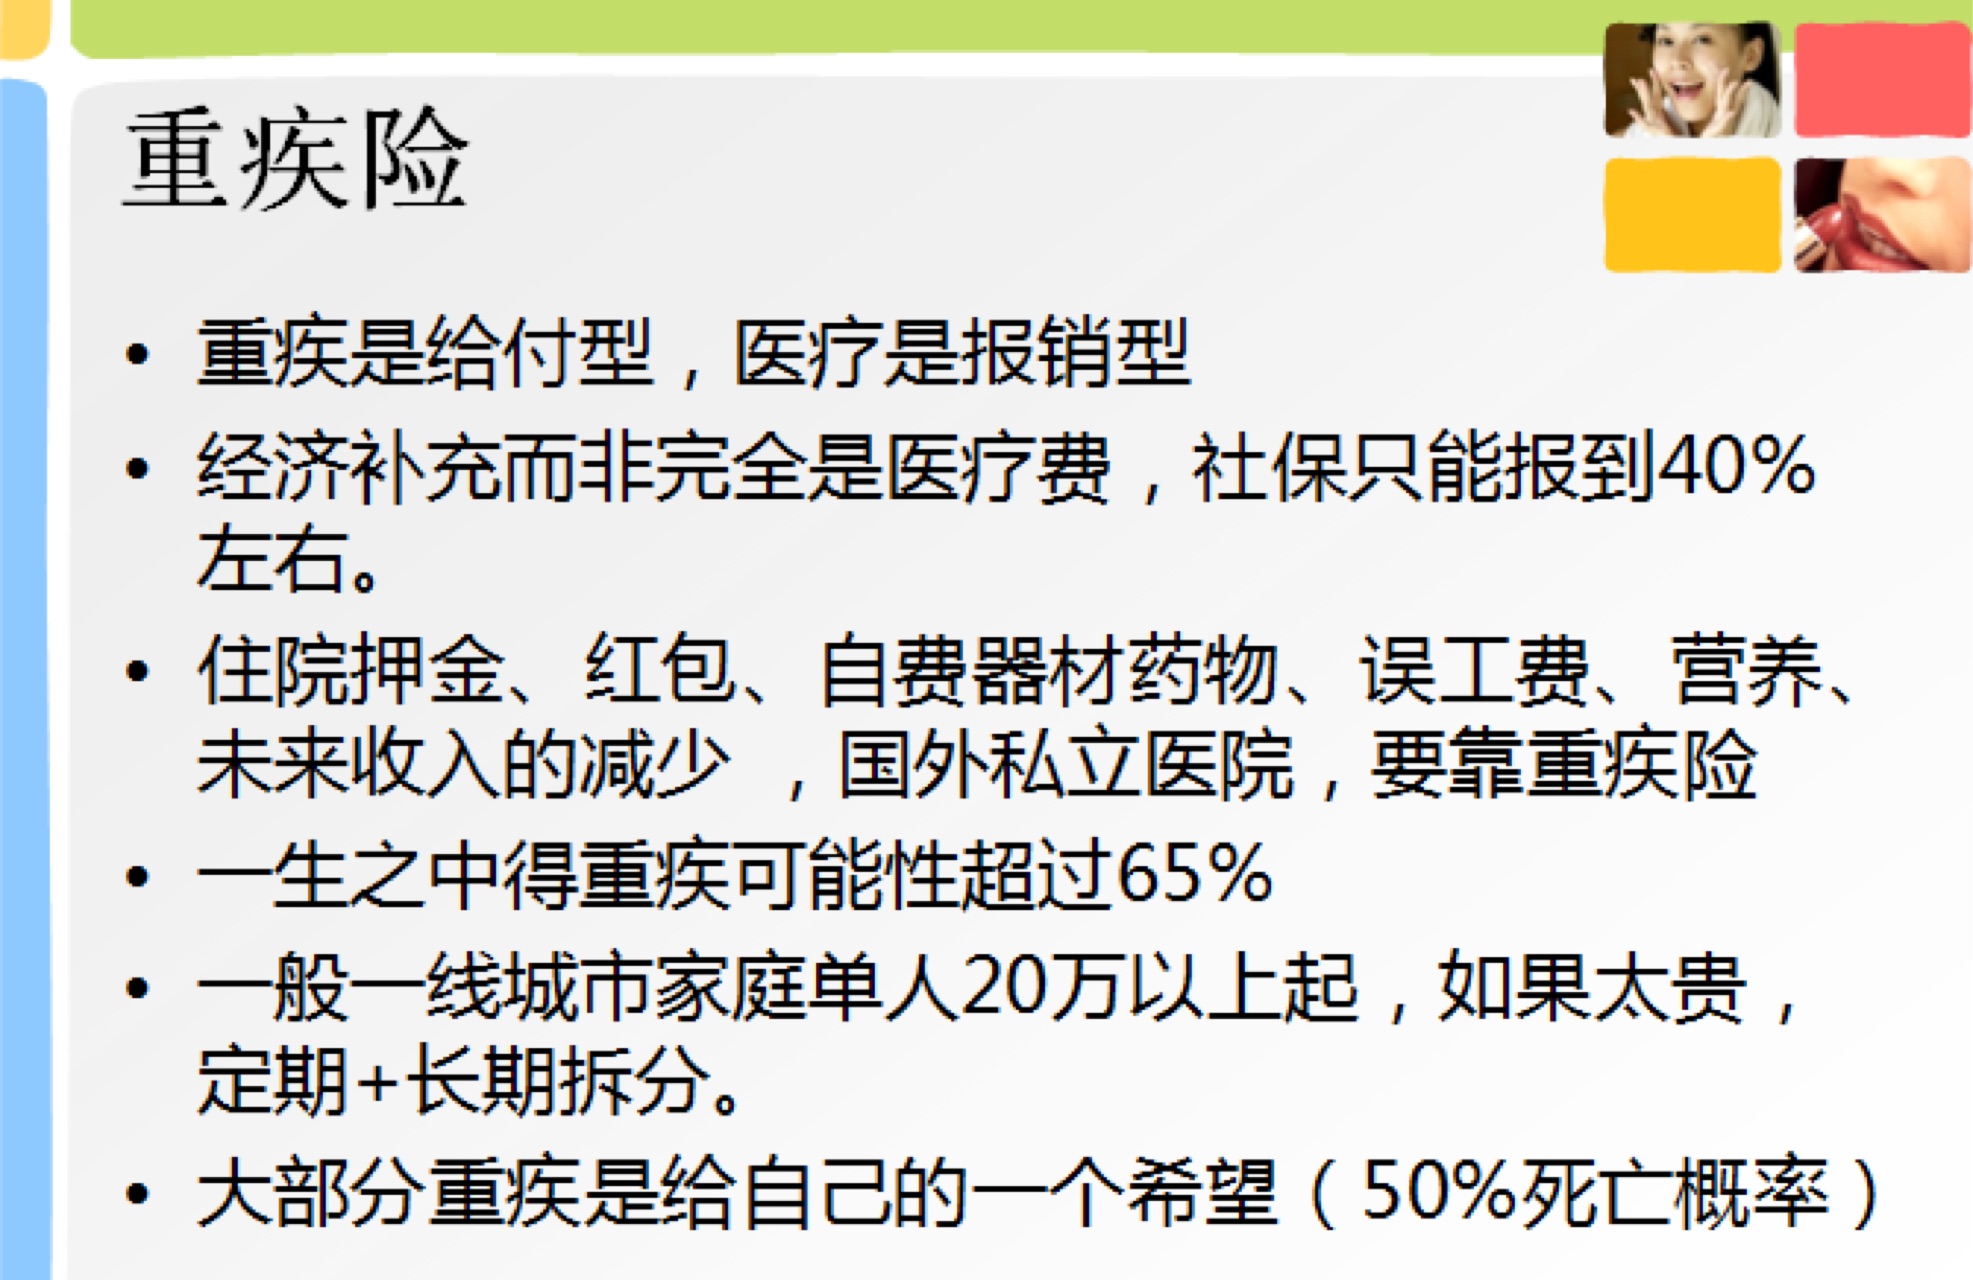 重疾险
• 重疾是给付型，医疗是报销型
• 经济补充而非完全是医疗费，社保只能报到40%
左右。
• 住院押金、红包、自费器材药物、误工费、营养、
未来收入的减少 ，国外私立医院，要靠重疾险
• 一生之中得重疾可能性超过65%
• 一般一线城市家庭单人20万以上起，如果太贵，
定期+长期拆分。
• 大部分重疾是给自己的一个希望（50%死亡概率）